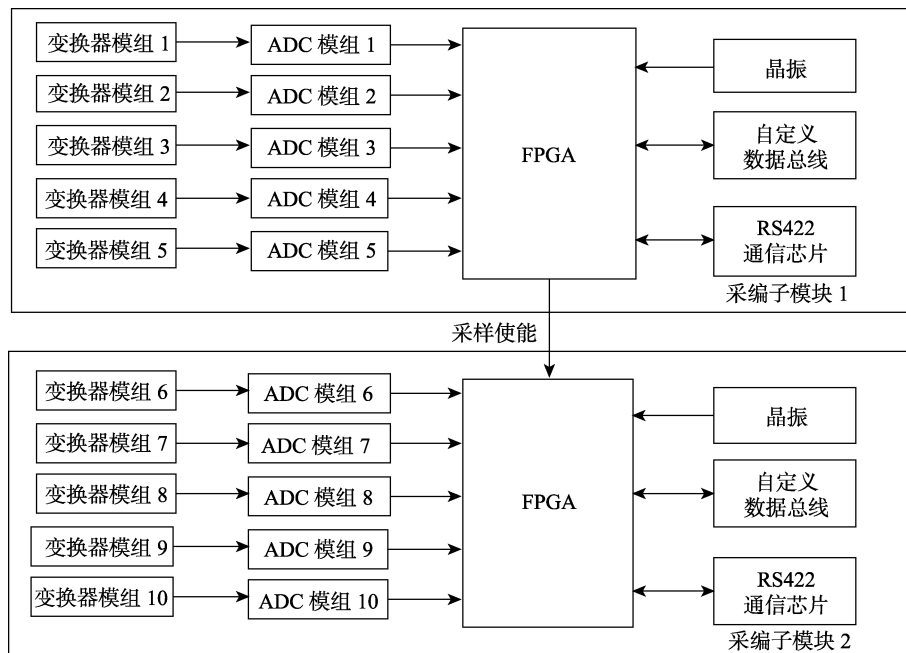 变换器模组 1
ADC 模组 1
变换器模组 2
ADC 模组 2
变换器模组 3
ADC 模组 3
变换器模组 4
ADC 模组 4
变换器模组 5
ADC 模组 5
FPGA
晶振
自定义
数据总线
RS422
通信芯片
采编子模块 1
采样使能
变换器模组 6
ADC 模组 6
变换器模组 7
ADC 模组 7
变换器模组 8
ADC 模组 8
变换器模组 9
ADC 模组 9
变换器模组 10
ADC 模组 10
FPGA
晶振
自定义
数据总线
RS422
通信芯片
采编子模块 2